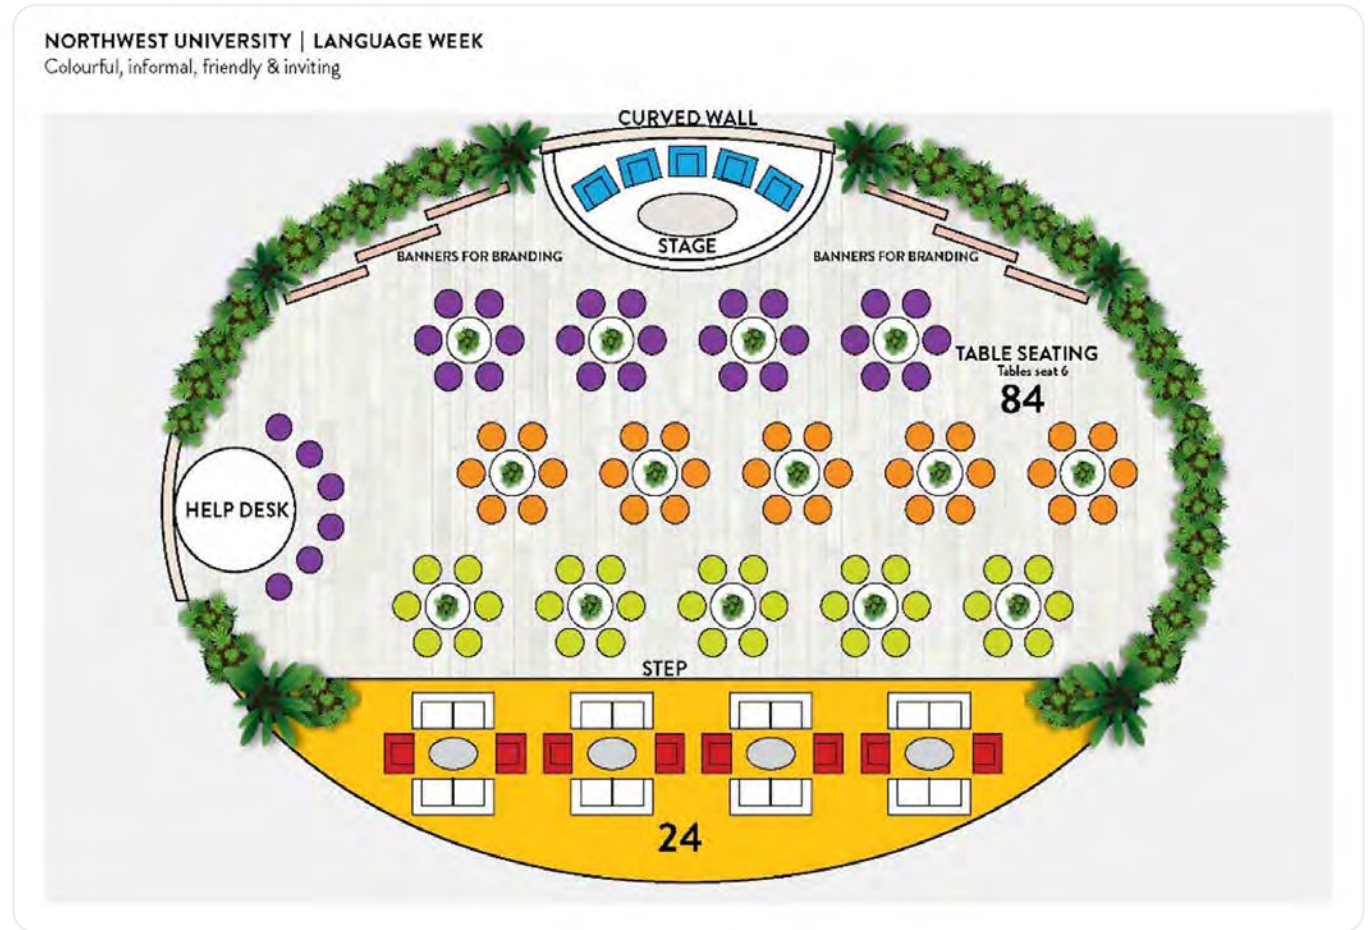 NORTHWEST UNIVERSITY | LANGUAGE WEEK
Colourful, informal, friendly & inviting
CURVED WALL
STAGE
BANNERS FOR BRANDING
BANNERS FOR BRANDING
TABLE SEATING
Tables seat 6
84
HELP DESK
STEP
24